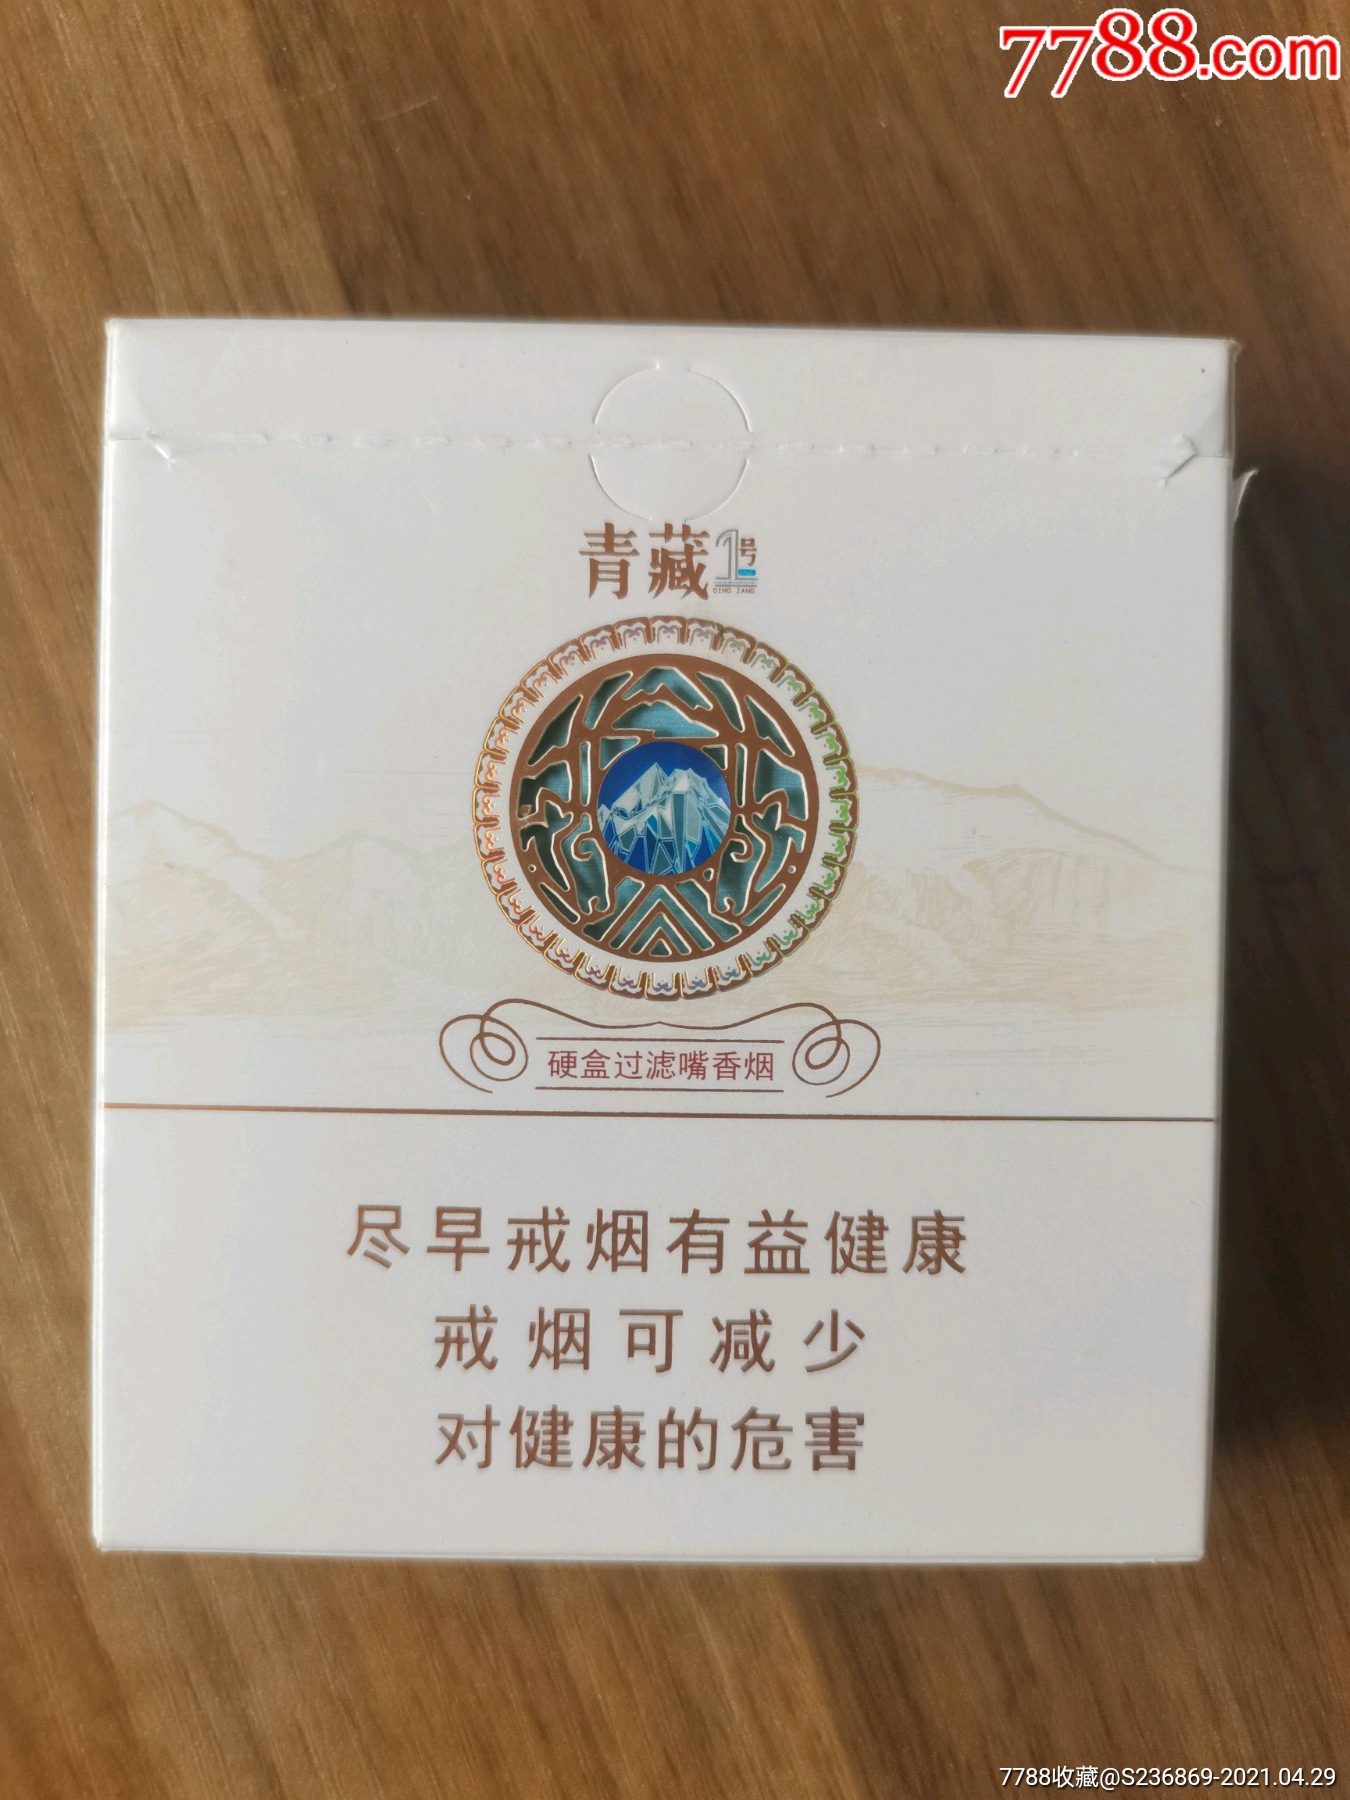 7788.com
青藏1号
QING ZANG
硬盒过滤嘴香烟
尽早戒烟有益健康
戒烟可减少
对健康的危害
7788收藏@S236869-2021.04.29